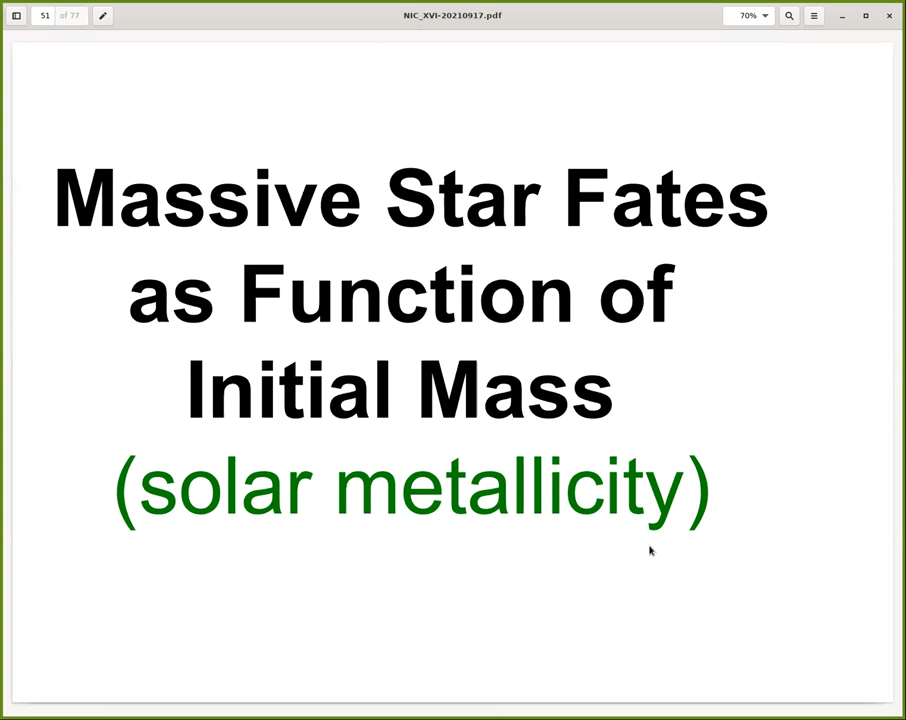 51 of 77
NIC_XVI-20210917.pdf
70%
Massive Star Fates
as Function of
Initial Mass
(solar metallicity)